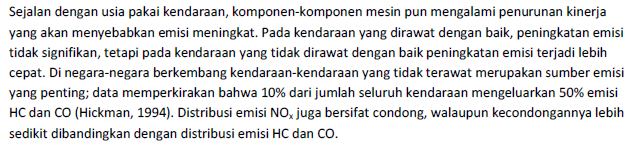 Sejalan dengan usia pakai kendaraan, komponen-komponen mesin pun mengalami penurunan kinerja
yang akan menyebabkan emisi meningkat. Pada kendaraan yang dirawat dengan baik, peningkatan emisi
tidak signifikan, tetapi pada kendaraan yang tidak dirawat dengan baik peningkatan emisi terjadi lebih
cepat. Di negara-negara berkembang kendaraan-kendaraan yang tidak terawat merupakan sumber emisi
yang penting; data memperkirakan bahwa 10% dari jumlah seluruh kendaraan mengeluarkan 50% emisi
HC dan CO (Hickman, 1994). Distribusi emisi NOₓ juga bersifat condong, walaupun kecondongannya lebih
sedikit dibandingkan dengan distribusi emisi HC dan CO.